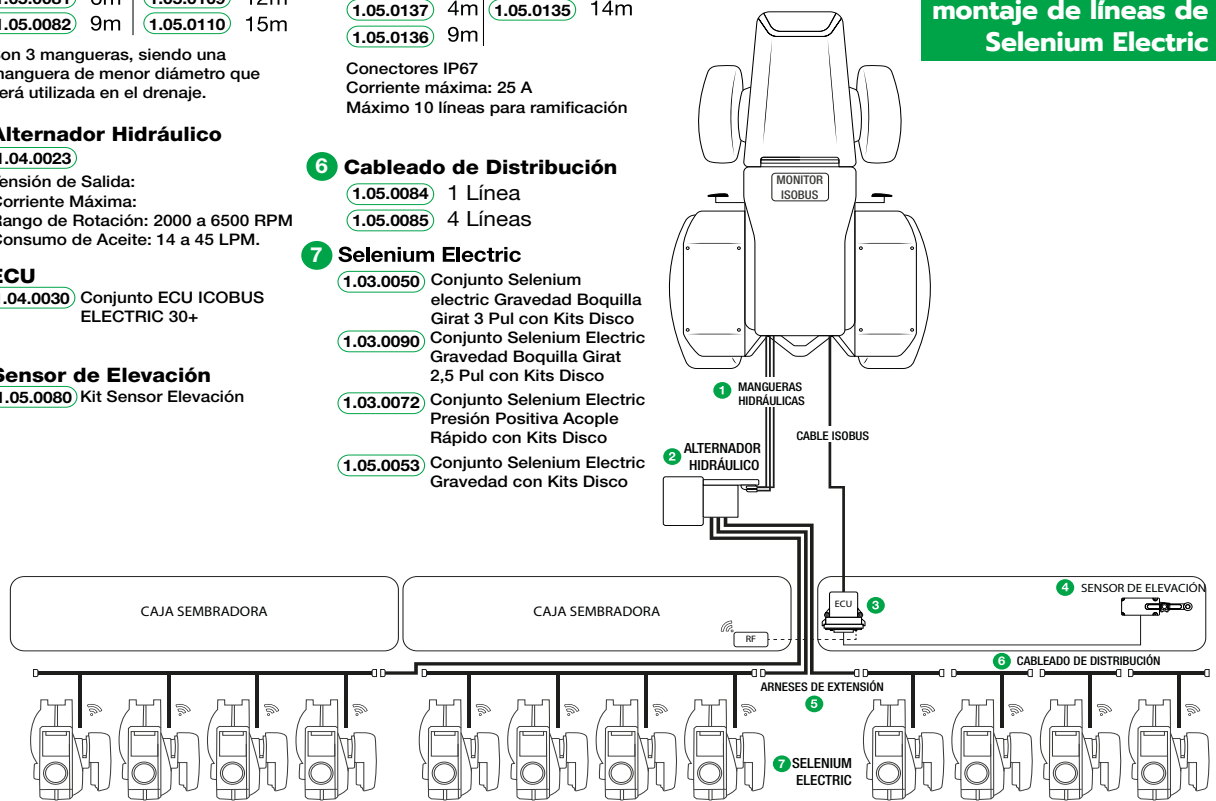 9m
1.05.0109
12m
1.05.0082
9m
1.05.0110
15m
son 3 mangueras, siendo una
manguera de menor diámetro que
será utilizada en el drenaje.
Alternador Hidráulico
1.04.0023
Tensión de Salida:
Corriente Máxima:
Rango de Rotación: 2000 a 6500 RPM
Consumo de Aceite: 14 a 45 LPM.
ECU
1.04.0030 Conjunto ECU ICOBUS
ELECTRIC 30+
Sensor de Elevación
1.05.0080 Kit Sensor Elevación
1.05.0137 4m 1.05.0135 14m
1.05.0136 9m
Conectores IP67
Corriente máxima: 25 A
Máximo 10 líneas para ramificación
6 Cableado de Distribución
1.05.0084 1 Línea
1.05.0085 4 Líneas
7 Selenium Electric
1.03.0050 Conjunto Selenium
electric Gravedad Boquilla
Girat 3 Pul con Kits Disco
1.03.0090 Conjunto Selenium Electric
Gravedad Boquilla Girat
2,5 Pul con Kits Disco
1.03.0072 Conjunto Selenium Electric
Presión Positiva Acople
Rápido con Kits Disco
1.05.0053 Conjunto Selenium Electric
Gravedad con Kits Disco
montaje de líneas de
Selenium Electric
MONITOR
ISOBUS
1 MANGUERAS
HIDRÁULICAS
CABLE ISOBUS
2 ALTERNADOR
HIDRÁULICO
CAJA SEMBRADORA
CAJA SEMBRADORA
RF
ECU
3
4 SENSOR DE ELEVACIÓN
6 CABLEADO DE DISTRIBUCIÓN
ARNESES DE EXTENSIÓN
5
7 SELENIUM
ELECTRIC